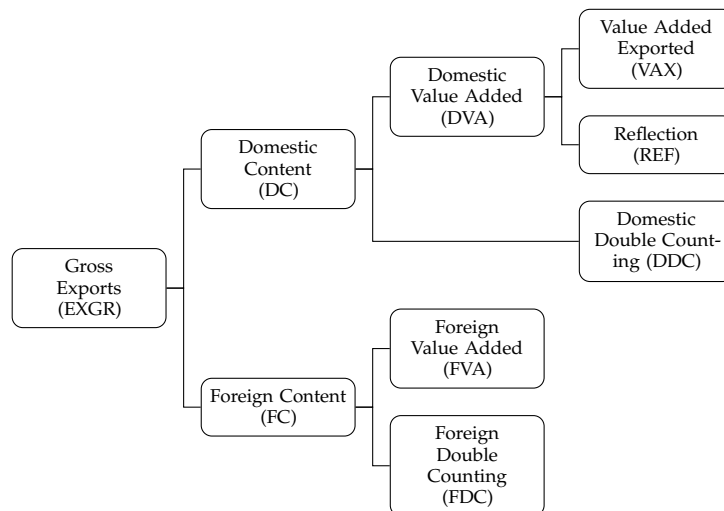 Value Added
Exported
(VAX)
Domestic
Value Added
(DVA)
Reflection
(REF)
Domestic
Content
(DC)
Domestic
Double Count-
ing (DDC)
Gross
Exports
(EXGR)
Foreign
Value Added
(FVA)
Foreign Content
(FC)
Foreign
Double
Counting
(FDC)